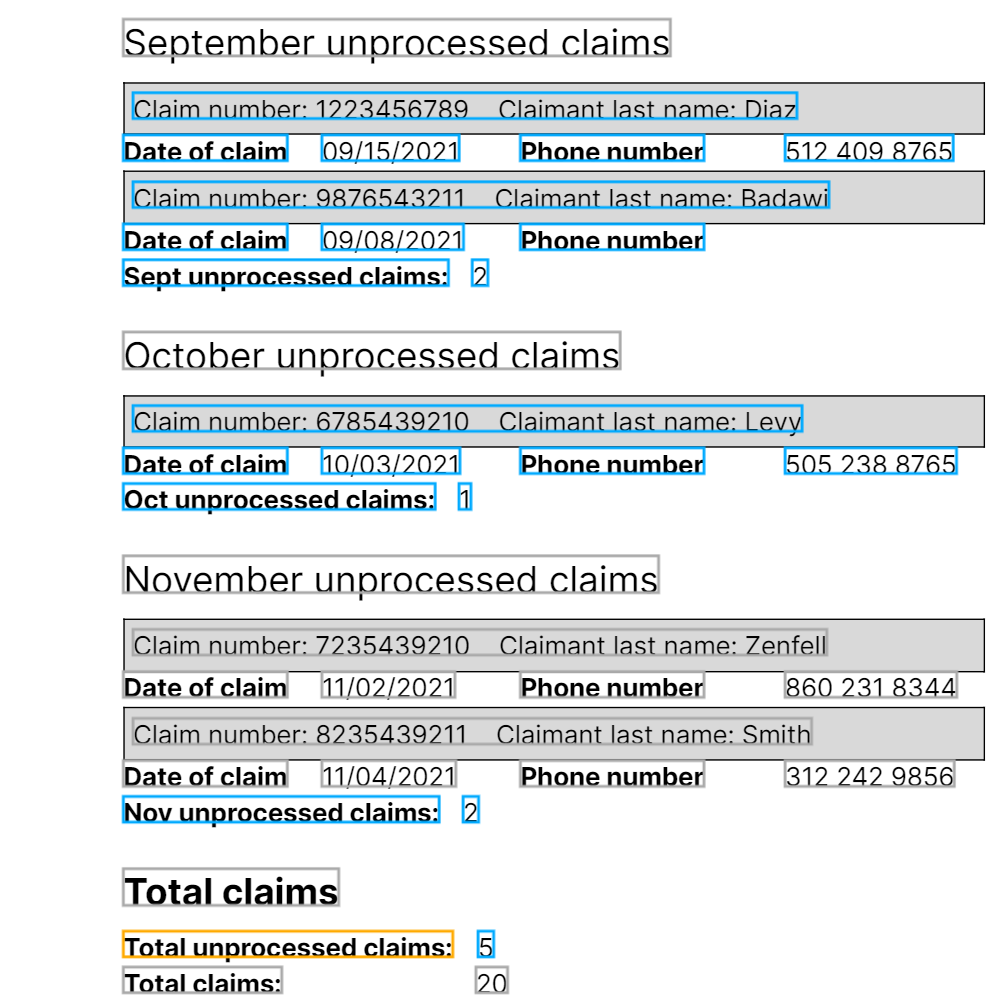 September unprocessed claims
Claim number: 1223456789 Claimant last name: Diaz
Date of claim 09/15/2021 Phone number 512 409 8765
Claim number: 9876543211 Claimant last name: Badawi
Date of claim 09/08/2021 Phone number
Sept unprocessed claims: 2
October unprocessed claims
Claim number: 6785439210 Claimant last name: Levy
Date of claim 10/03/2021 Phone number 505 238 8765
Oct unprocessed claims: 1
November unprocessed claims
Claim number: 7235439210 Claimant last name: Zenfell
Date of claim 11/02/2021 Phone number 860 231 8344
Claim number: 8235439211 Claimant last name: Smith
Date of claim 11/04/2021 Phone number 312 242 9856
Nov unprocessed claims: 2
Total claims
Total unprocessed claims: 5
Total claims: 20